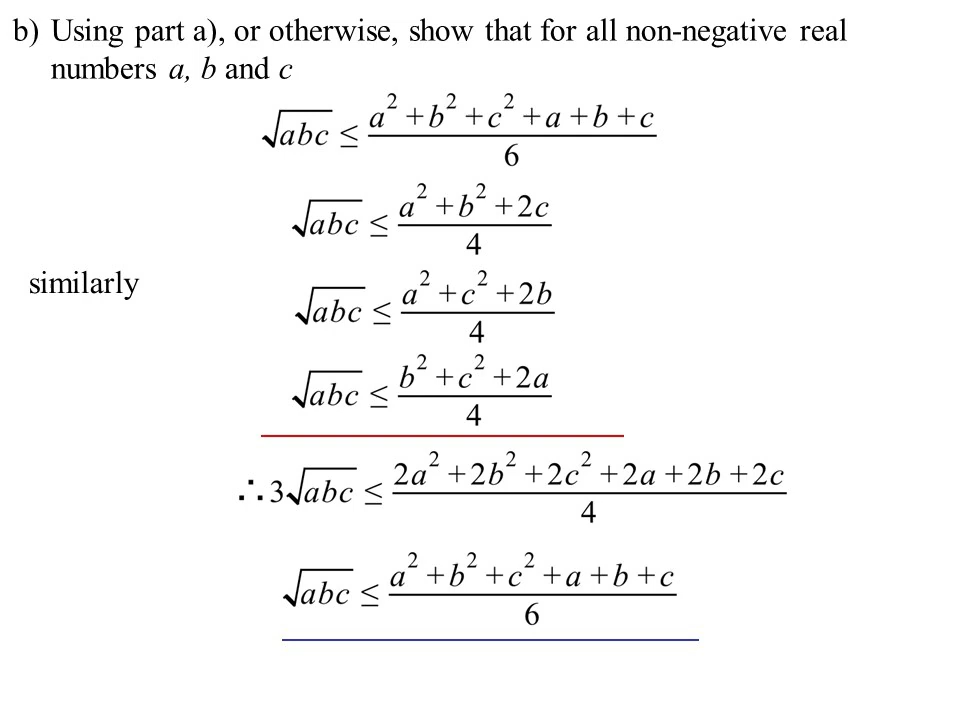 b) Using part a), or otherwise, show that for all non-negative real
numbers a, b and c
√abc ≤ (a² + b² + c² + a + b + c)/6
√abc ≤ (a² + b² + 2c)/4
similarly
√abc ≤ (a² + c² + 2b)/4
√abc ≤ (b² + c² + 2a)/4
∴ 3√abc ≤ (2a² + 2b² + 2c² + 2a + 2b + 2c)/4
√abc ≤ (a² + b² + c² + a + b + c)/6